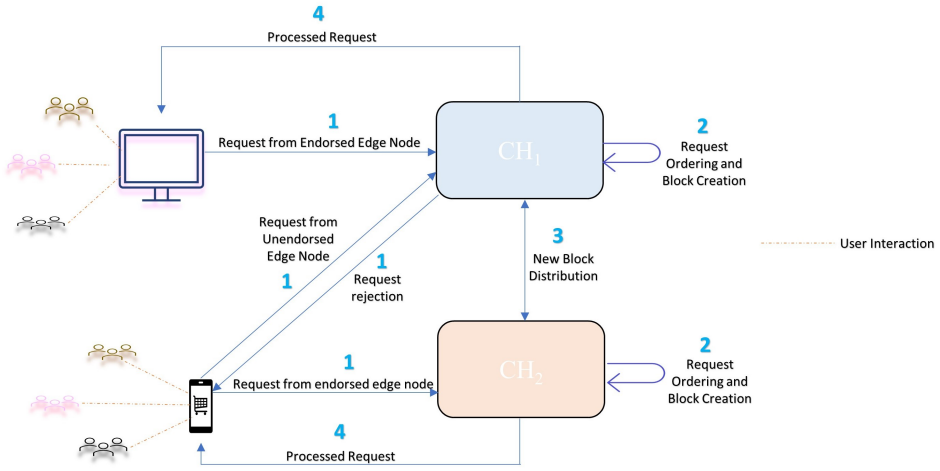 4
Processed Request
1
Request from Endorsed Edge Node
CH1
2
Request
Ordering and
Block Creation
Request from
Unendorsed
Edge Node
1
1
Request
rejection
3
New Block
Distribution
User Interaction
1
Request from endorsed edge node
CH2
2
Request
Ordering and
Block Creation
4
Processed Request